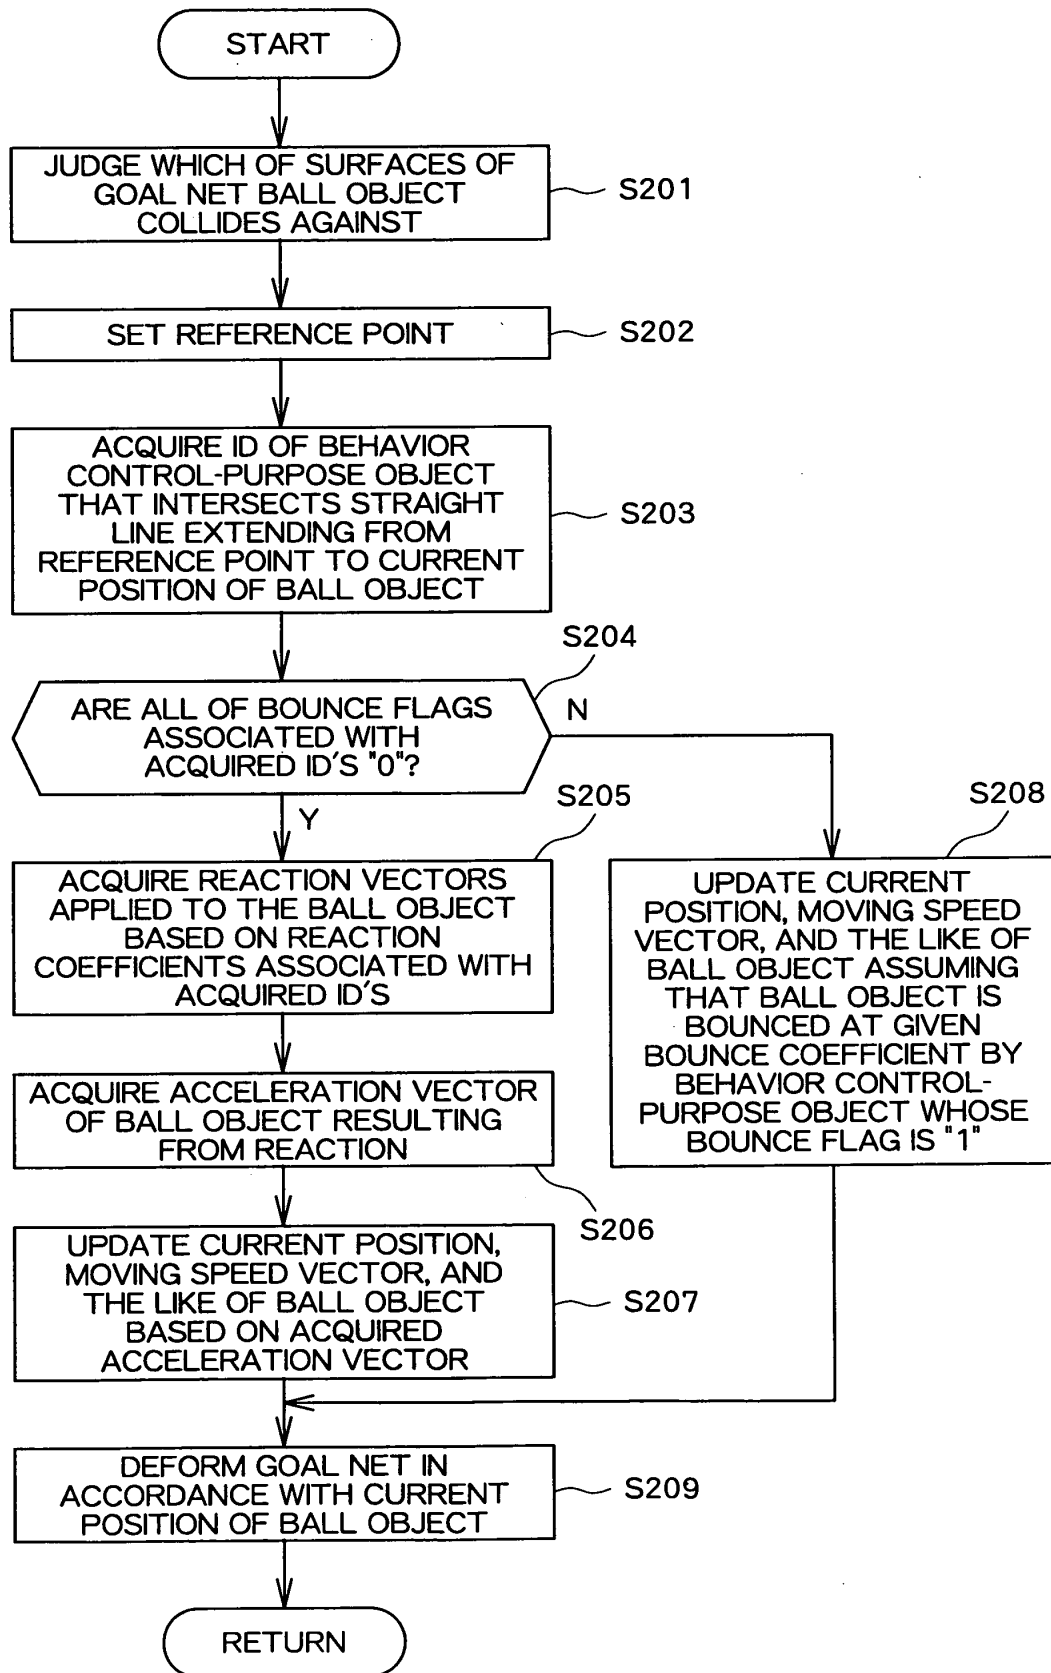 START
JUDGE WHICH OF SURFACES OF
GOAL NET BALL OBJECT
COLLIDES AGAINST
S201
SET REFERENCE POINT
S202
ACQUIRE ID OF BEHAVIOR
CONTROL-PURPOSE OBJECT
THAT INTERSECTS STRAIGHT
LINE EXTENDING FROM
REFERENCE POINT TO CURRENT
POSITION OF BALL OBJECT
S203
S204
ARE ALL OF BOUNCE FLAGS
ASSOCIATED WITH
ACQUIRED ID'S "0"?
N
Y
S205
ACQUIRE REACTION VECTORS
APPLIED TO THE BALL OBJECT
BASED ON REACTION
COEFFICIENTS ASSOCIATED WITH
ACQUIRED ID'S
S208
UPDATE CURRENT
POSITION, MOVING SPEED
VECTOR, AND THE LIKE OF
BALL OBJECT ASSUMING
THAT BALL OBJECT IS
BOUNCED AT GIVEN
BOUNCE COEFFICIENT BY
BEHAVIOR CONTROL-
PURPOSE OBJECT WHOSE
BOUNCE FLAG IS "1"
ACQUIRE ACCELERATION VECTOR
OF BALL OBJECT RESULTING
FROM REACTION
S206
UPDATE CURRENT POSITION,
MOVING SPEED VECTOR, AND
THE LIKE OF BALL OBJECT
BASED ON ACQUIRED
ACCELERATION VECTOR
S207
DEFORM GOAL NET IN
ACCORDANCE WITH CURRENT
POSITION OF BALL OBJECT
S209
RETURN